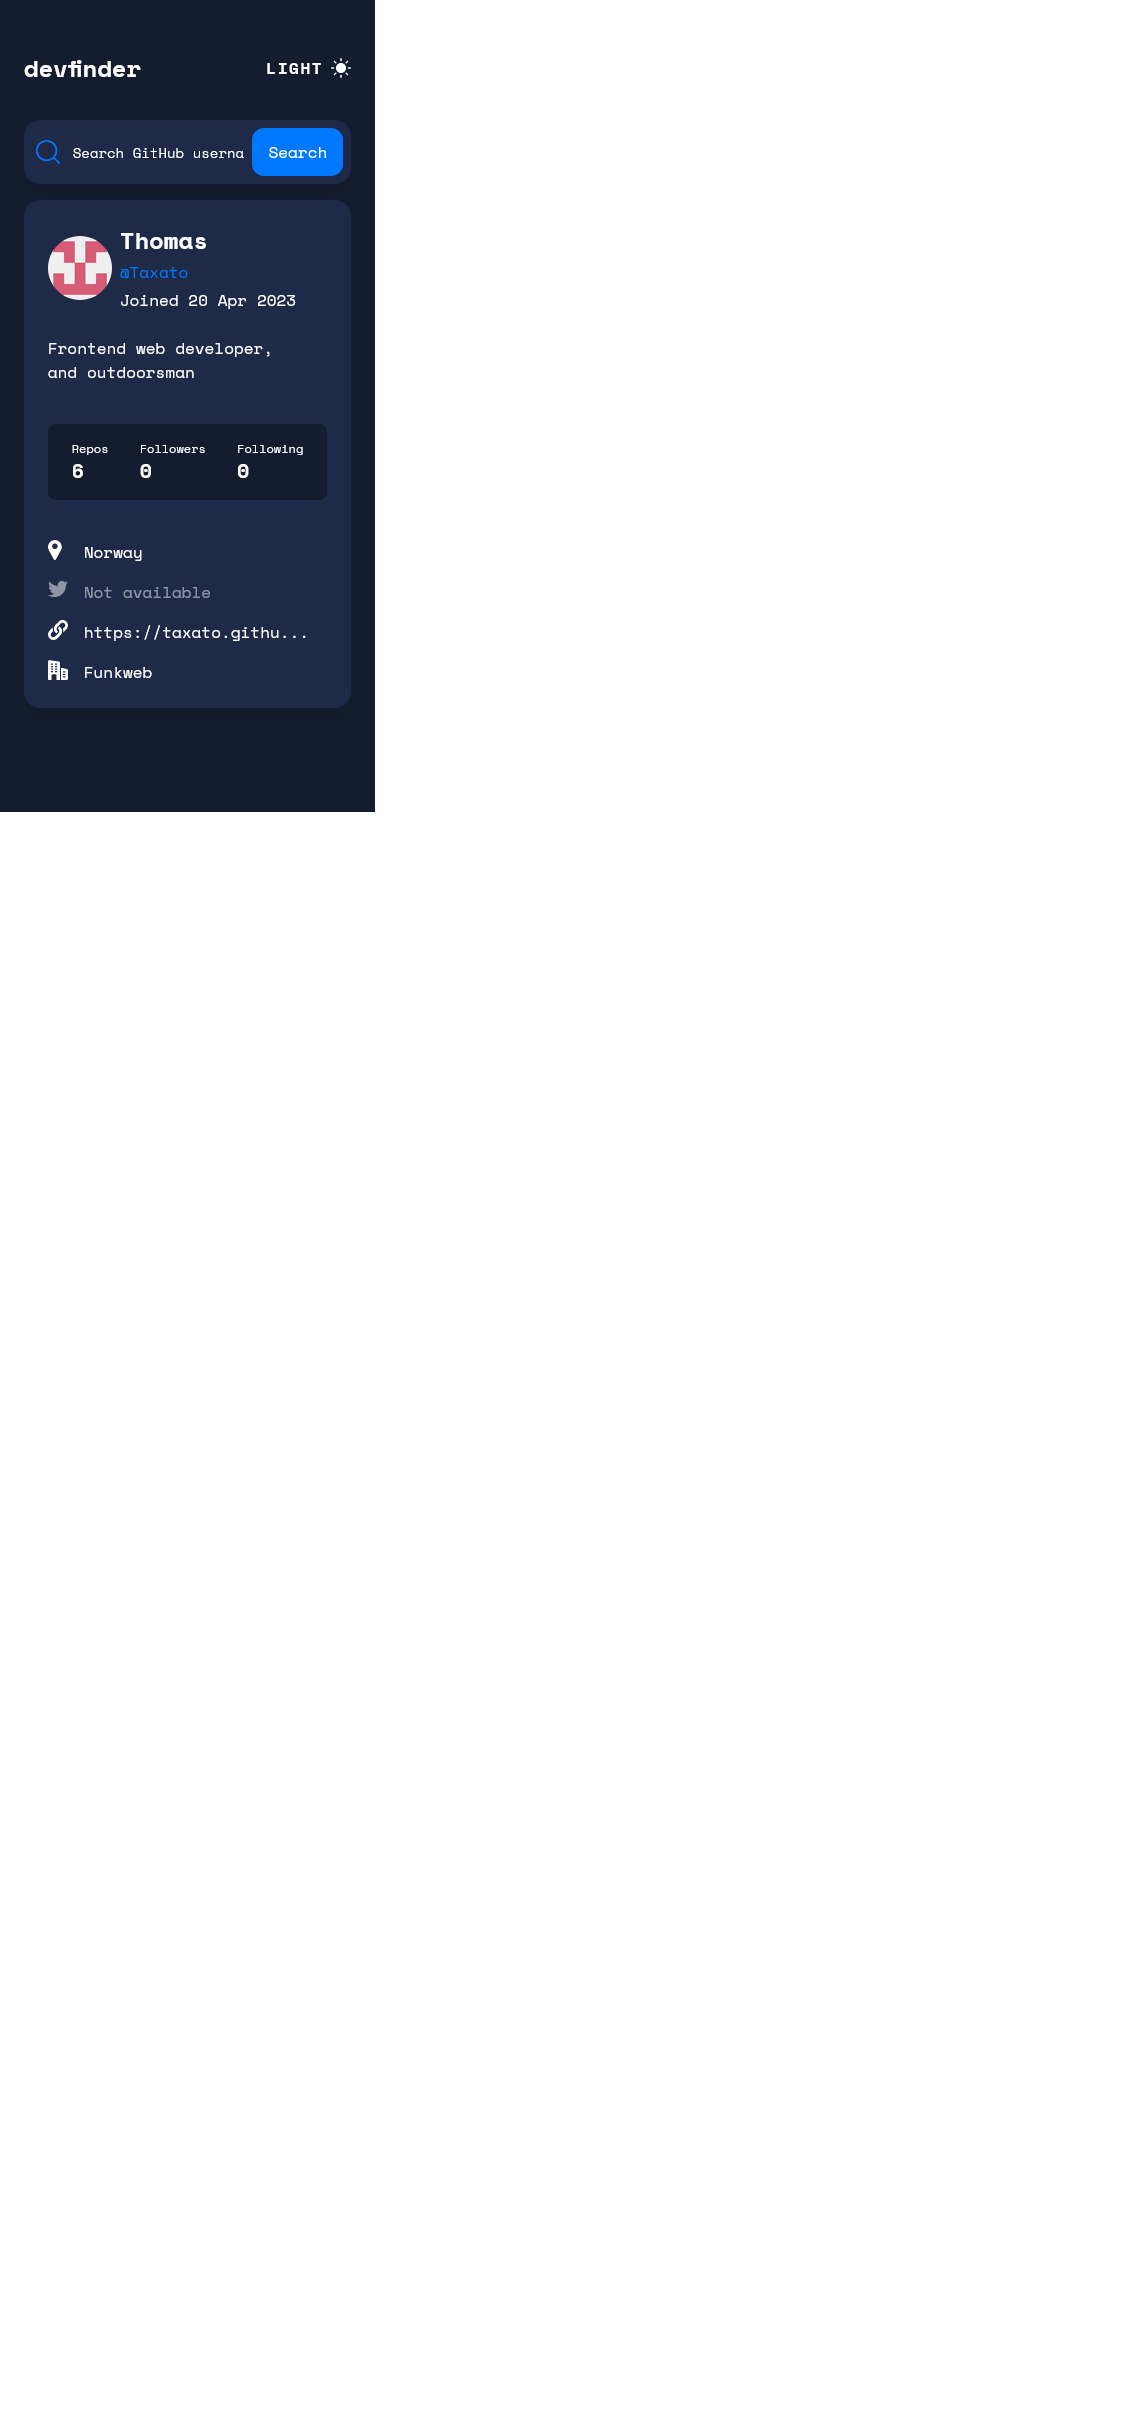 devfinder
LIGHT
Search GitHub userna
Search
Thomas
@Taxato
Joined 20 Apr 2023
Frontend web developer,
and outdoorsman
Repos Followers Following
6 0 0
Norway
Not available
https://taxato.githu...
Funkweb